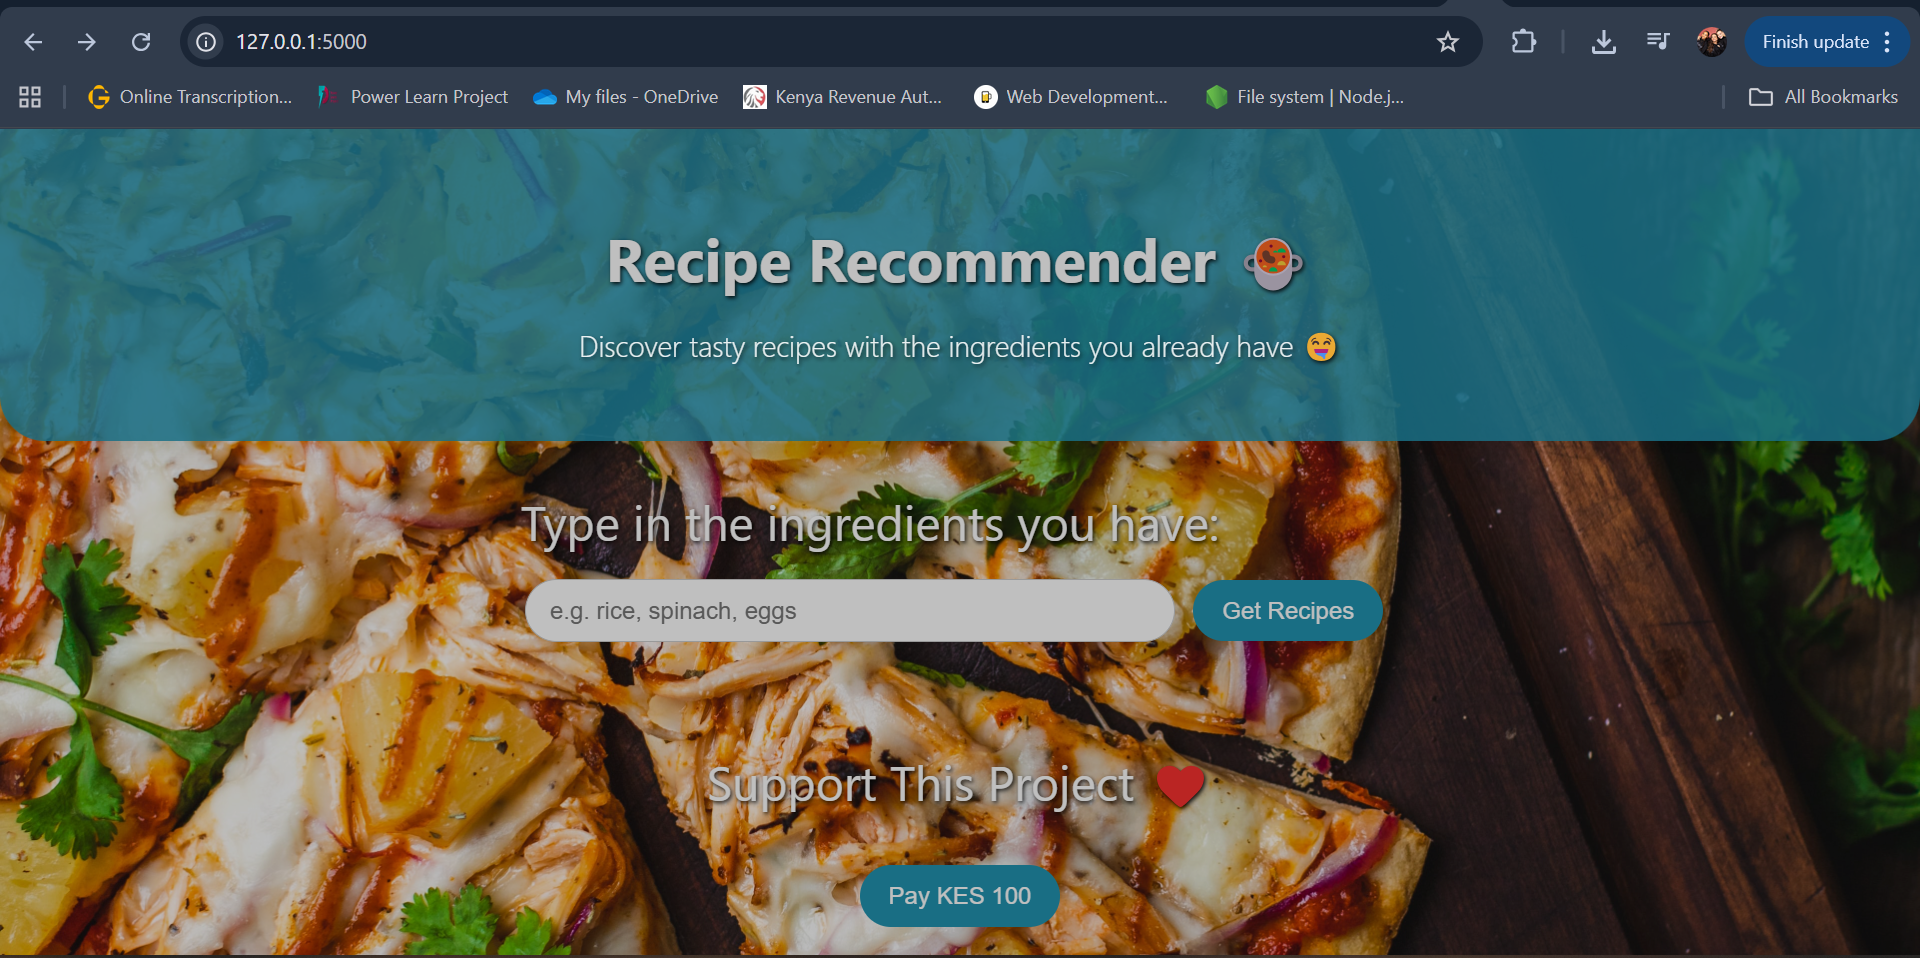 127.0.0.1:5000
Finish update
Online Transcription...
Power Learn Project
My files - OneDrive
Kenya Revenue Aut...
Web Development...
File system | Node.j...
All Bookmarks
Recipe Recommender 🍲
Discover tasty recipes with the ingredients you already have 🤤
Type in the ingredients you have:
e.g. rice, spinach, eggs
Get Recipes
Support This Project ❤️
Pay KES 100